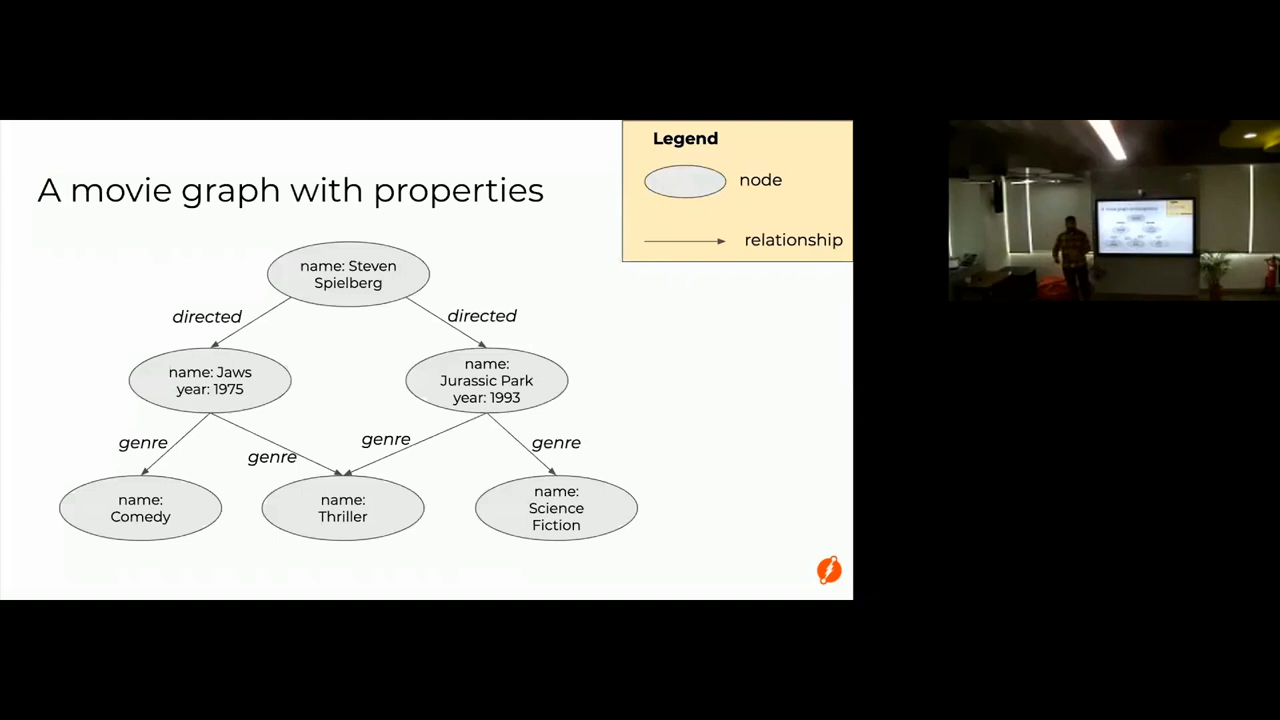 A movie graph with properties
Legend
node
relationship
name: Steven
Spielberg
directed
directed
name: Jaws
year: 1975
name:
Jurassic Park
year: 1993
genre
genre
genre
genre
name:
Comedy
name:
Thriller
name:
Science
Fiction